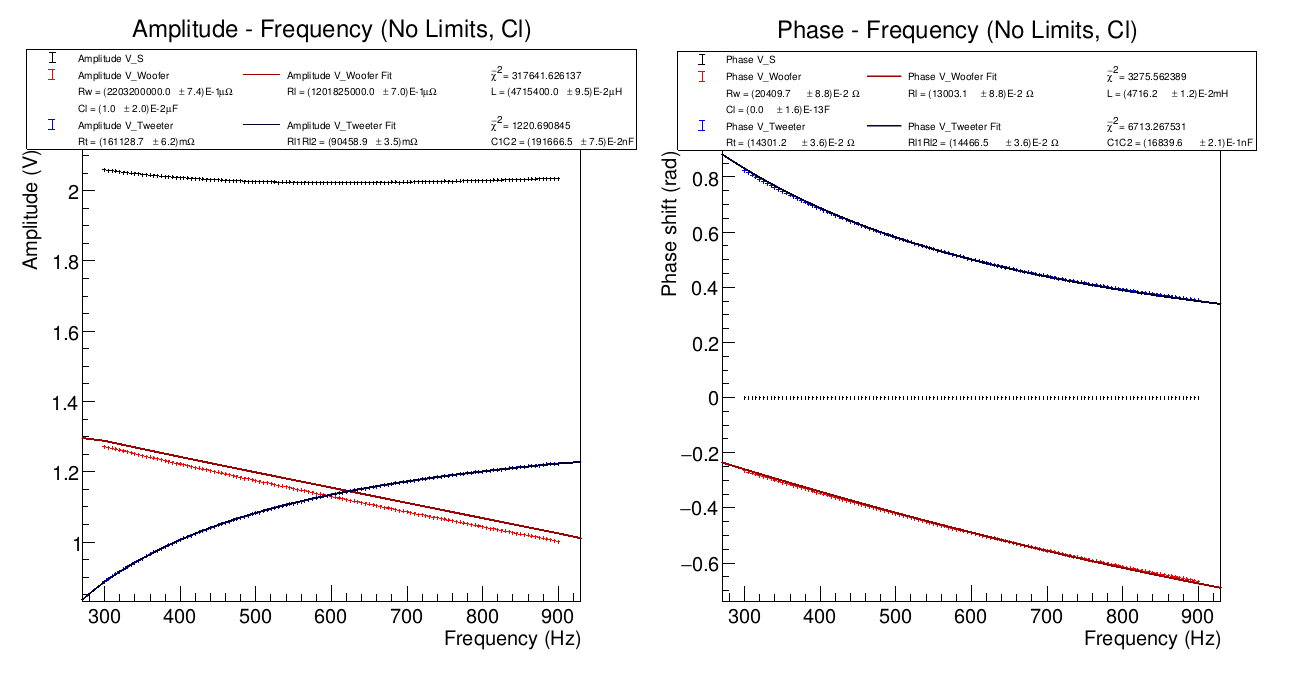 Amplitude - Frequency (No Limits, Cl)
Amplitude V_S
Amplitude V_Woofer Amplitude V_Woofer Fit χ̄² = 317641.626137
Rw = (2203200000.0 ± 7.4)E-1μΩ Rl = (1201825000.0 ± 7.0)E-1μΩ L = (4715400.0 ± 9.5)E-2μH
Cl = (1.0 ± 2.0)E-2μF
Amplitude V_Tweeter Amplitude V_Tweeter Fit χ̄² = 1220.690845
Rt = (161128.7 ± 6.2)mΩ Rl1Rl2 = (90458.9 ± 3.5)mΩ C1C2 = (191666.5 ± 7.5)E-2nF
Amplitude (V)
2
1.8
1.6
1.4
1.2
1
300 400 500 600 700 800 900
Frequency (Hz)
Phase - Frequency (No Limits, Cl)
Phase V_S
Phase V_Woofer Phase V_Woofer Fit χ̄² = 3275.562389
Rw = (20409.7 ± 8.8)E-2 Ω Rl = (13003.1 ± 8.8)E-2 Ω L = (4716.2 ± 1.2)E-2mH
Cl = (0.0 ± 1.6)E-13F
Phase V_Tweeter Phase V_Tweeter Fit χ̄² = 6713.267531
Rt = (14301.2 ± 3.6)E-2 Ω Rl1Rl2 = (14466.5 ± 3.6)E-2 Ω C1C2 = (16839.6 ± 2.1)E-1nF
Phase shift (rad)
0.8
0.6
0.4
0.2
0
−0.2
−0.4
−0.6
300 400 500 600 700 800 900
Frequency (Hz)